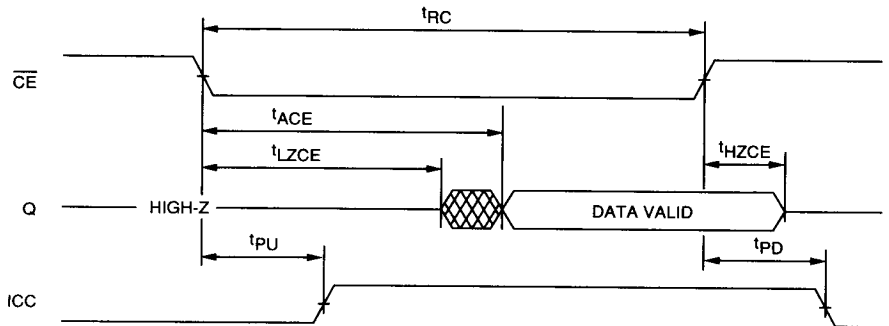 tRC
CE
tACE
tLZCE
tHZCE
Q
HIGH-Z
DATA VALID
tPU
tPD
ICC